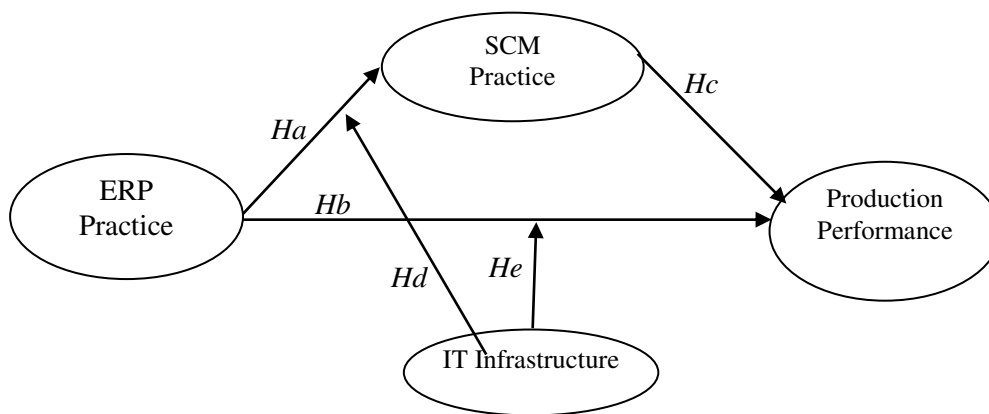 SCM
Practice
Ha
Hc
ERP
Practice
Hb
Production
Performance
Hd
He
IT Infrastructure